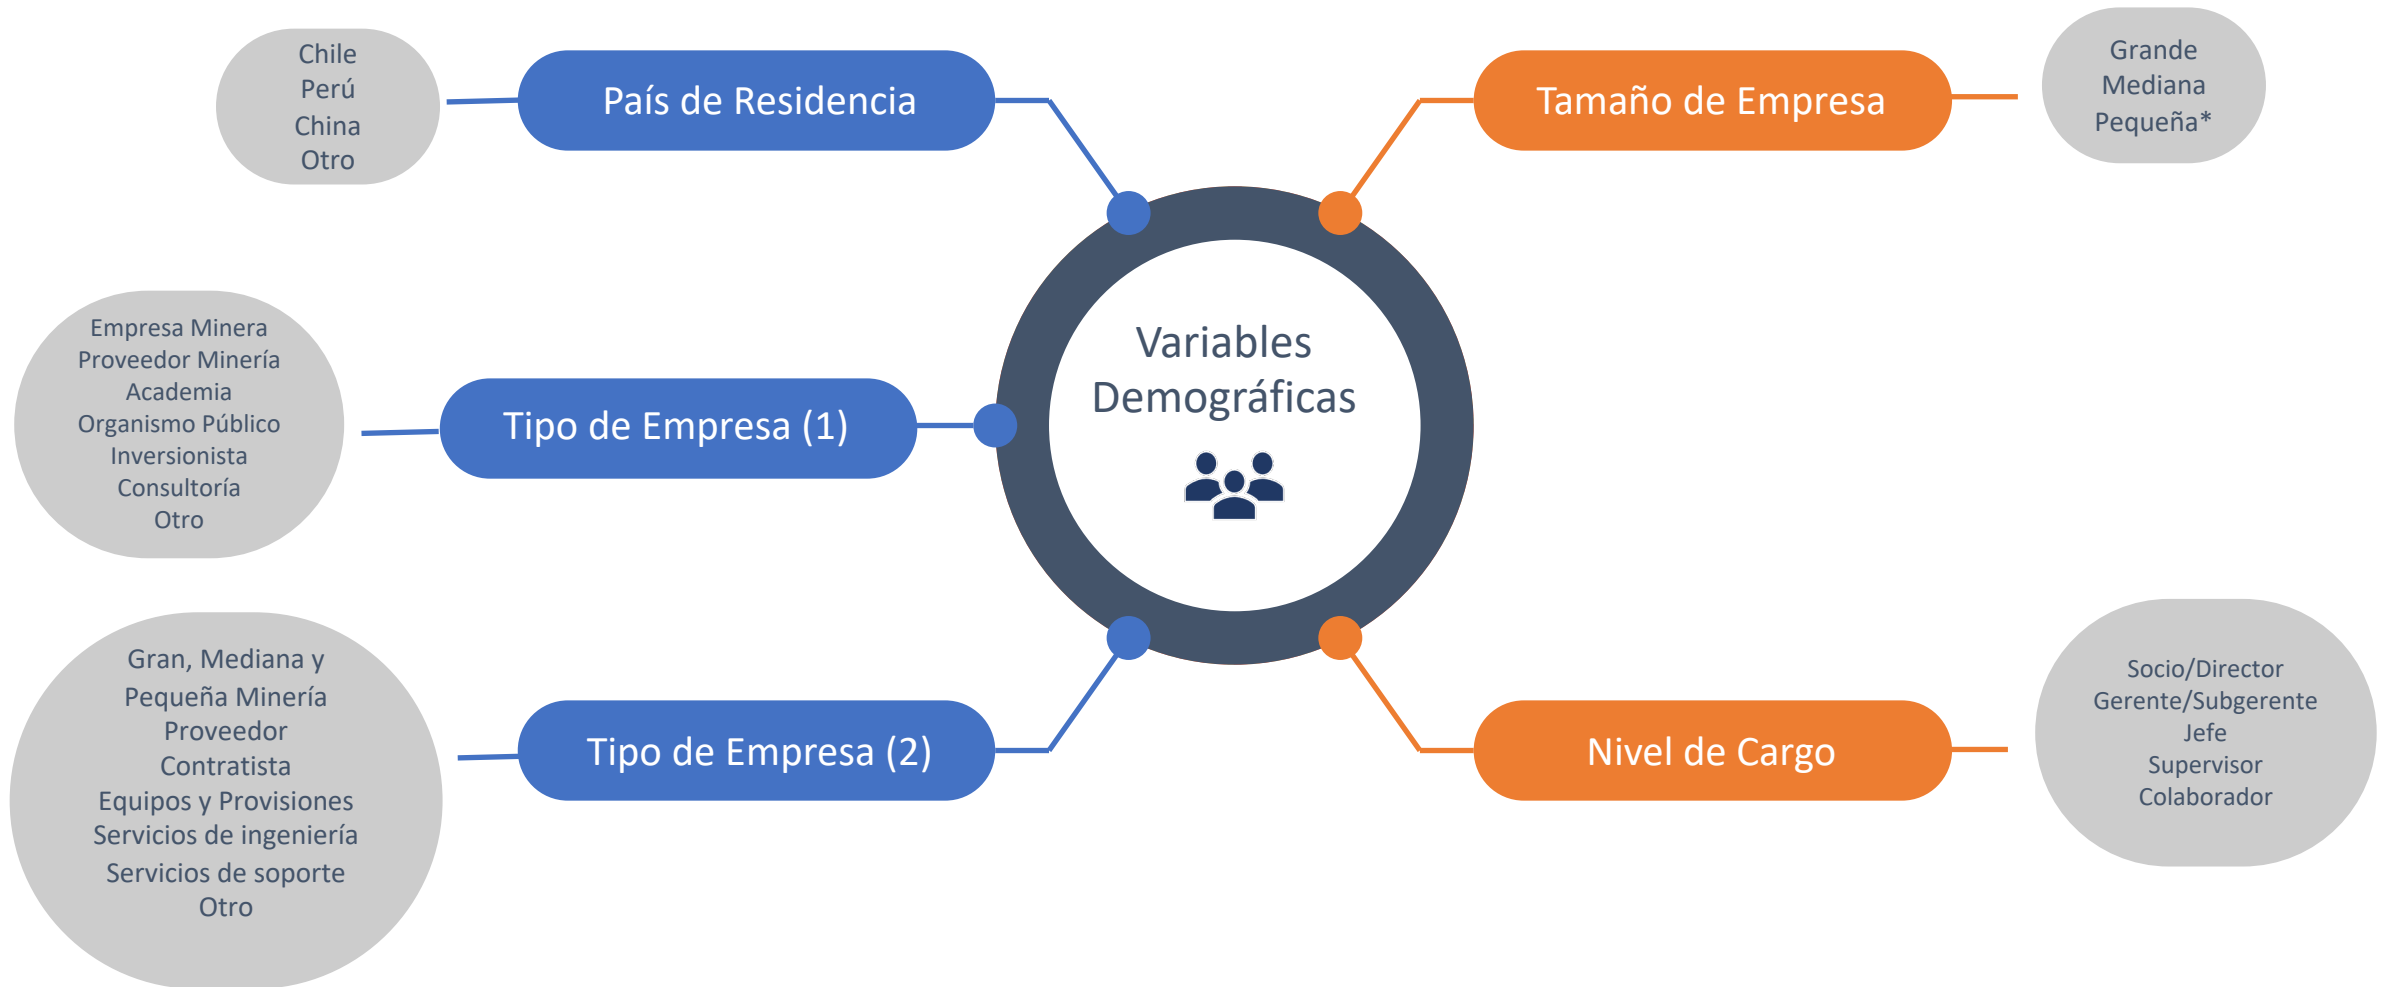 Chile
Perú
China
Otro
País de Residencia
Tamaño de Empresa
Grande
Mediana
Pequeña*
Empresa Minera
Proveedor Minería
Academia
Organismo Público
Inversionista
Consultoría
Otro
Tipo de Empresa (1)
Variables
Demográficas
Gran, Mediana y
Pequeña Minería
Proveedor
Contratista
Equipos y Provisiones
Servicios de ingeniería
Servicios de soporte
Otro
Tipo de Empresa (2)
Nivel de Cargo
Socio/Director
Gerente/Subgerente
Jefe
Supervisor
Colaborador